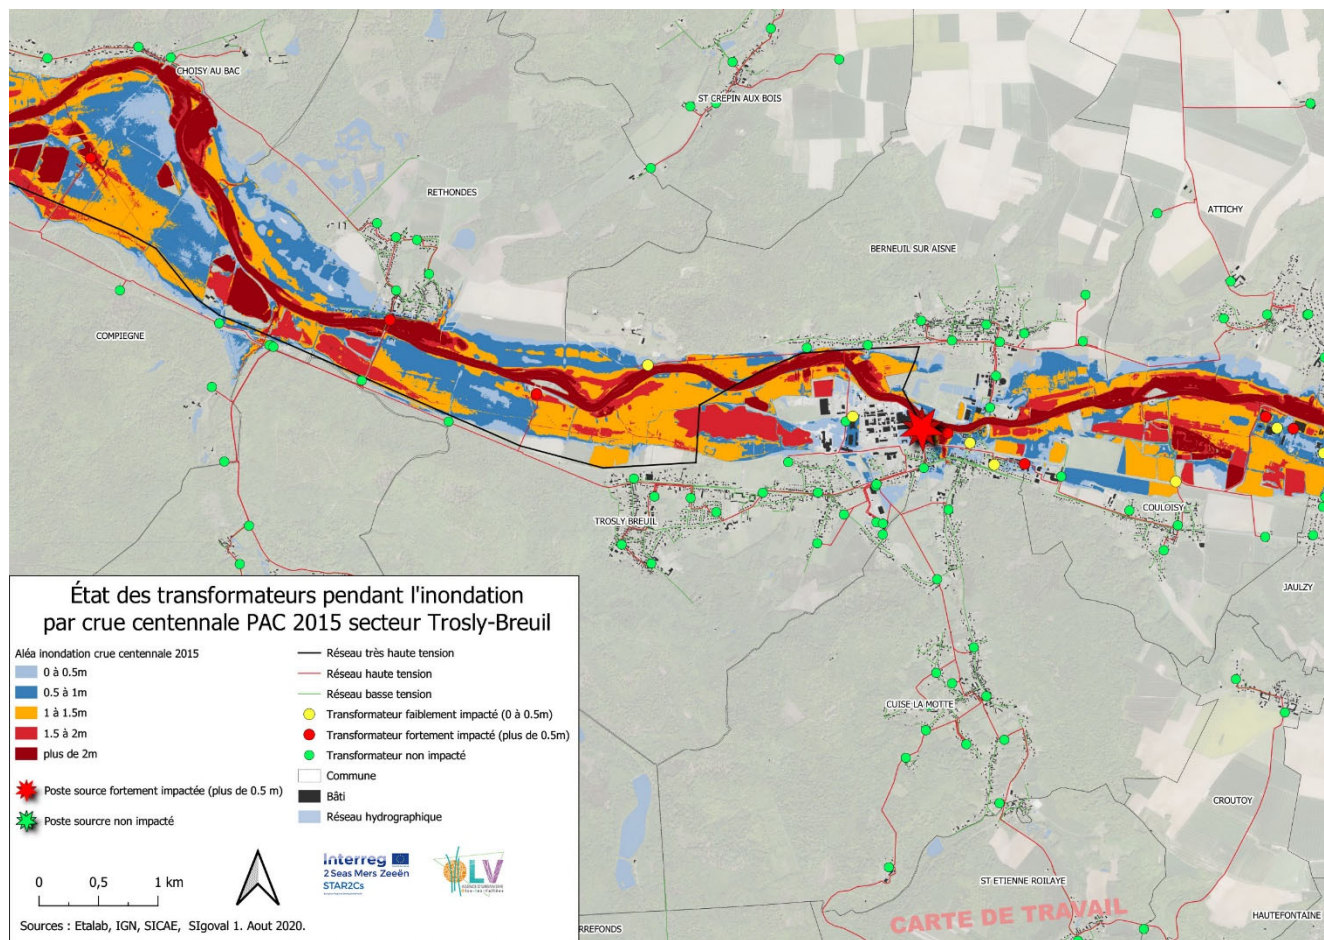 CHOISY AU BAC
ST CREPIN AUX BOIS
RETHONDES
ATTICHY
BERNEUIL SUR AISNE
COMPIEGNE
TROSLY BREUIL
COULOISY
JAULZY
CUISE LA MOTTE
CROUTOY
ST ETIENNE ROILAYE
HAUTEFONTAINE
RREFONDS
CARTE DE TRAVAIL
État des transformateurs pendant l'inondation
par crue centennale PAC 2015 secteur Trosly-Breuil
Aléa inondation crue centennale 2015
0 à 0.5m
0.5 à 1m
1 à 1.5m
1.5 à 2m
plus de 2m
Poste source fortement impactée (plus de 0.5 m)
Poste sourcre non impacté
Réseau très haute tension
Réseau haute tension
Réseau basse tension
Transformateur faiblement impacté (0 à 0.5m)
Transformateur fortement impacté (plus de 0.5m)
Transformateur non impacté
Commune
Bâti
Réseau hydrographique
0 0,5 1 km
Interreg
2 Seas Mers Zeeën
STAR2Cs
OLV
Sources : Etalab, IGN, SICAE, SIgoval 1. Aout 2020.